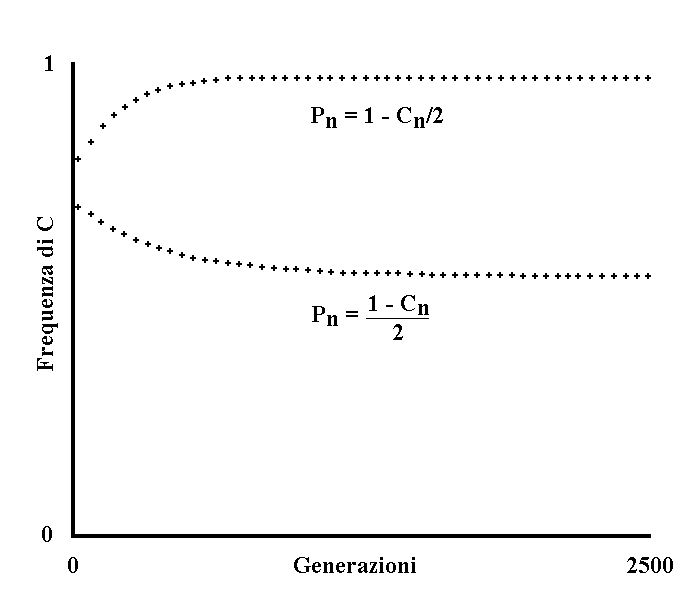 1
Pn = 1 - Cn/2
Frequenza di C
Pn = 1 - Cn
2
0
0
Generazioni
2500